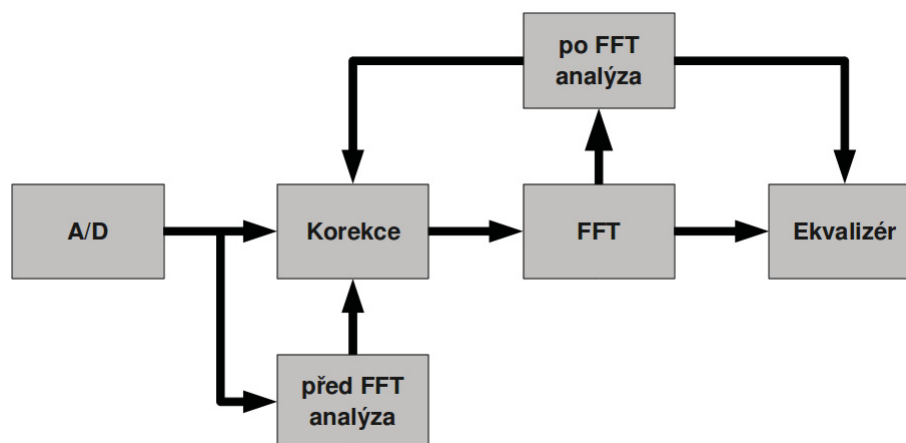 po FFT
analýza
A/D
Korekce
FFT
Ekvalizér
před FFT
analýza